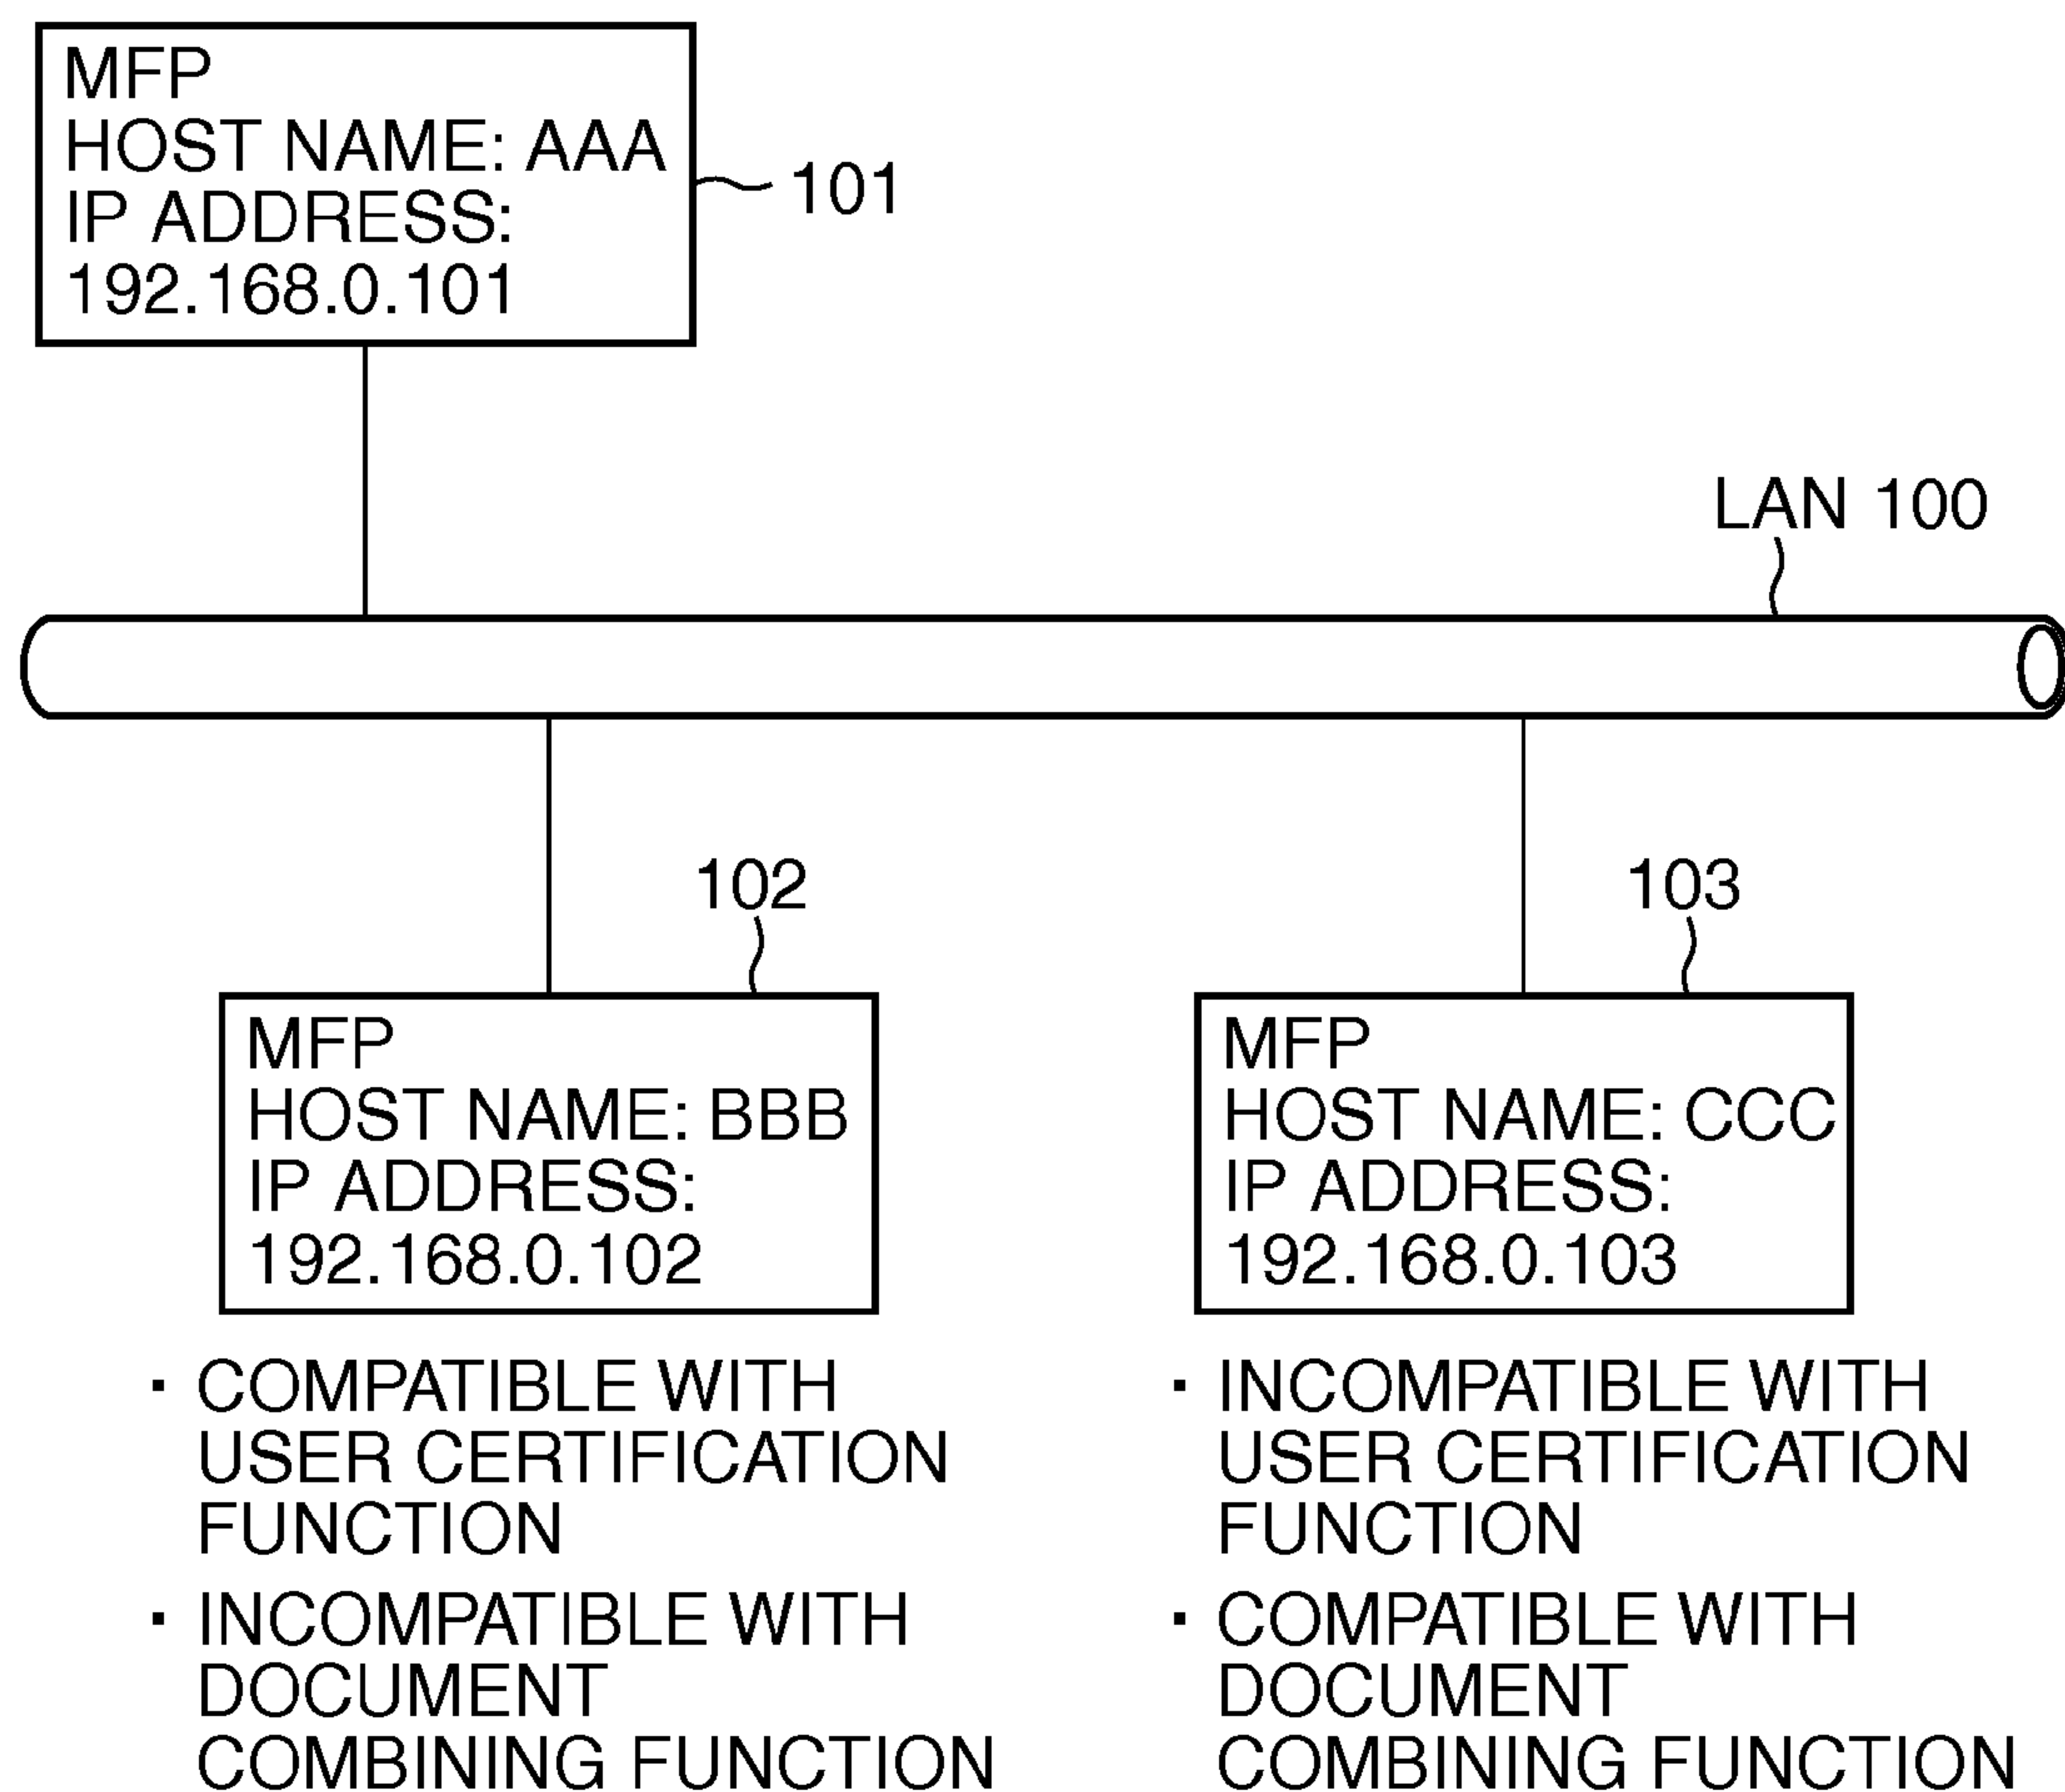 MFP
HOST NAME: AAA
IP ADDRESS:
192.168.0.101
101
LAN 100
102
103
MFP
HOST NAME: BBB
IP ADDRESS:
192.168.0.102
MFP
HOST NAME: CCC
IP ADDRESS:
192.168.0.103
· COMPATIBLE WITH
USER CERTIFICATION
FUNCTION
· INCOMPATIBLE WITH
DOCUMENT
COMBINING FUNCTION
· INCOMPATIBLE WITH
USER CERTIFICATION
FUNCTION
· COMPATIBLE WITH
DOCUMENT
COMBINING FUNCTION